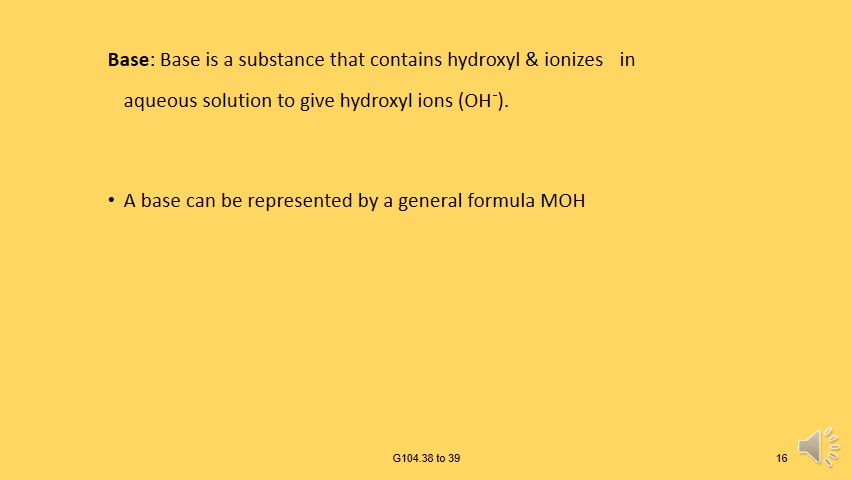 Base: Base is a substance that contains hydroxyl & ionizes in
aqueous solution to give hydroxyl ions (OH⁻).
• A base can be represented by a general formula MOH
G104.38 to 39
16